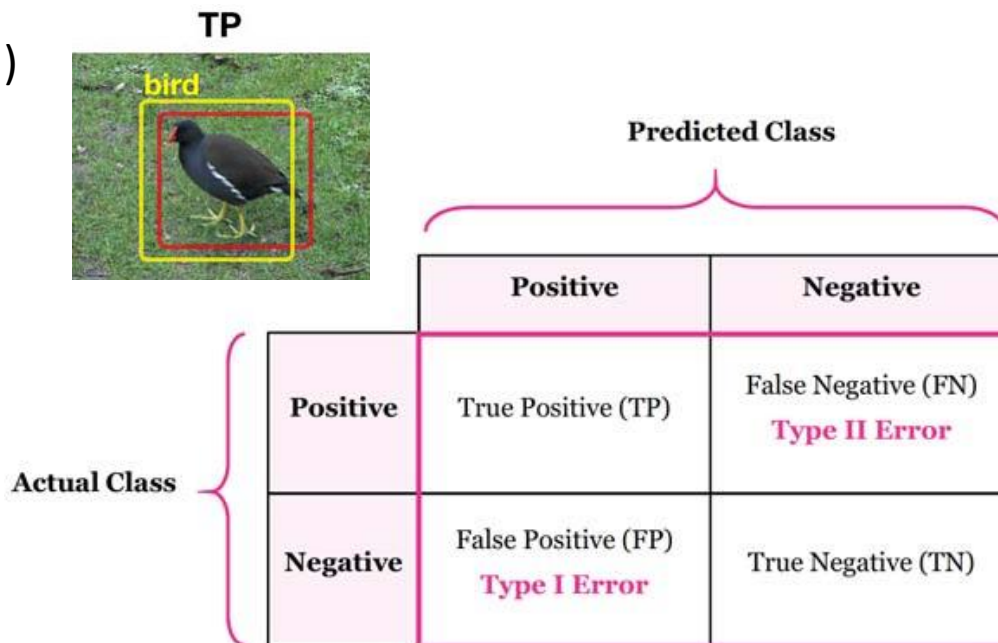 TP
)
bird
Predicted Class
Positive Negative
Positive True Positive (TP) False Negative (FN)
Type II Error
Actual Class
Negative False Positive (FP) True Negative (TN)
Type I Error